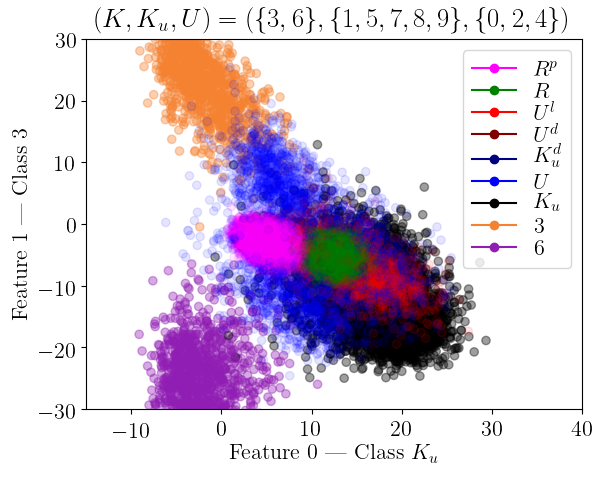 (K, K_u, U) = ({3, 6}, {1, 5, 7, 8, 9}, {0, 2, 4})
30
20
10
0
−10
−20
−30
Feature 1 — Class 3
R^p
R
U^l
U^d
K_u^d
U
K_u
3
6
−10
0
10
20
30
40
Feature 0 — Class K_u